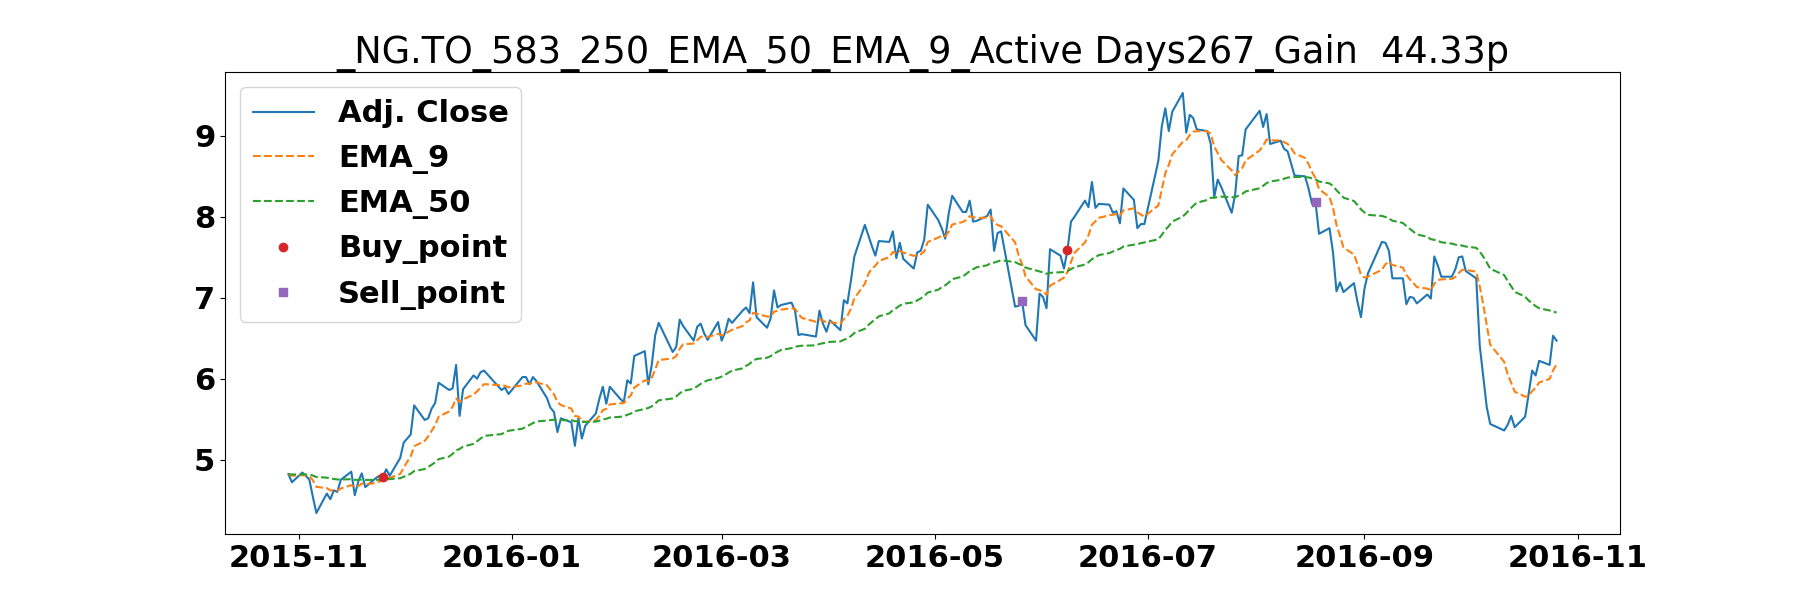 _NG.TO_583_250_EMA_50_EMA_9_Active Days267_Gain  44.33p
Adj. Close
EMA_9
EMA_50
Buy_point
Sell_point
9
8
7
6
5
2015-11
2016-01
2016-03
2016-05
2016-07
2016-09
2016-11